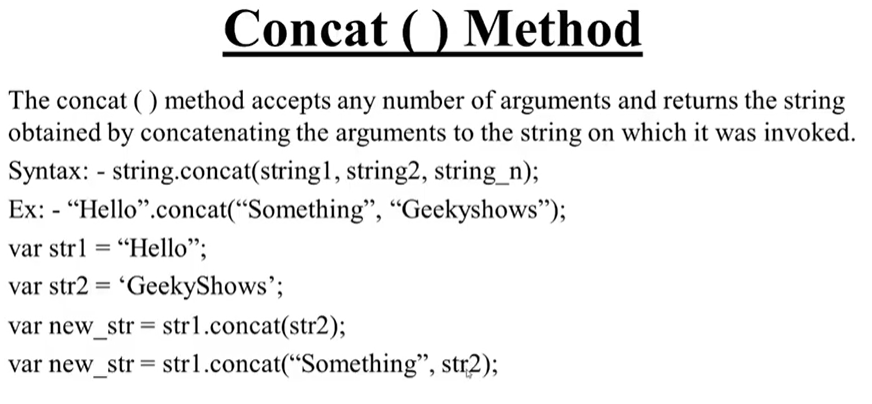 Concat ( ) Method
The concat ( ) method accepts any number of arguments and returns the string
obtained by concatenating the arguments to the string on which it was invoked.
Syntax: - string.concat(string1, string2, string_n);
Ex: - “Hello”.concat(“Something”, “Geekyshows”);
var str1 = “Hello”;
var str2 = ‘GeekyShows’;
var new_str = str1.concat(str2);
var new_str = str1.concat(“Something”, str2);